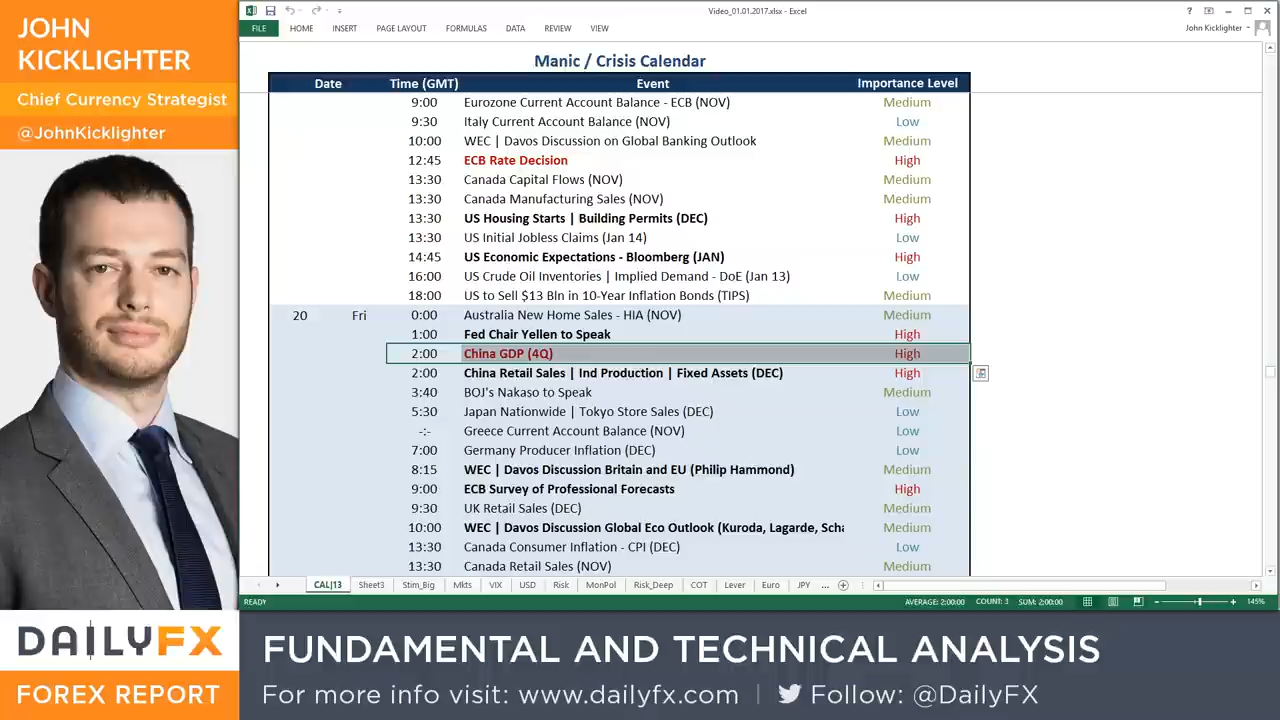 JOHN
KICKLIGHTER
Chief Currency Strategist
@JohnKicklighter
DAILYFX
FOREX REPORT
Video_01.01.2017.xlsx - Excel
FILE HOME INSERT PAGE LAYOUT FORMULAS DATA REVIEW VIEW John Kicklighter
Manic / Crisis Calendar
Date Time (GMT) Event Importance Level
9:00 Eurozone Current Account Balance - ECB (NOV) Medium
9:30 Italy Current Account Balance (NOV) Low
10:00 WEC | Davos Discussion on Global Banking Outlook Medium
12:45 ECB Rate Decision High
13:30 Canada Capital Flows (NOV) Medium
13:30 Canada Manufacturing Sales (NOV) Medium
13:30 US Housing Starts | Building Permits (DEC) High
13:30 US Initial Jobless Claims (Jan 14) Low
14:45 US Economic Expectations - Bloomberg (JAN) High
16:00 US Crude Oil Inventories | Implied Demand - DoE (Jan 13) Low
18:00 US to Sell $13 Bln in 10-Year Inflation Bonds (TIPS) Medium
20 Fri 0:00 Australia New Home Sales - HIA (NOV) Medium
1:00 Fed Chair Yellen to Speak High
2:00 China GDP (4Q) High
2:00 China Retail Sales | Ind Production | Fixed Assets (DEC) High
3:40 BOJ's Nakaso to Speak Medium
5:30 Japan Nationwide | Tokyo Store Sales (DEC) Low
-:- Greece Current Account Balance (NOV) Low
7:00 Germany Producer Inflation (DEC) Low
8:15 WEC | Davos Discussion Britain and EU (Philip Hammond) Medium
9:00 ECB Survey of Professional Forecasts High
9:30 UK Retail Sales (DEC) Medium
10:00 WEC | Davos Discussion Global Eco Outlook (Kuroda, Lagarde, Scha Medium
13:30 Canada Consumer Inflation - CPI (DEC) Low
13:30 Canada Retail Sales (NOV) Medium
CAL|13 Sheet3 Stim_Big Mkts VIX USD Risk MonPol Risk_Deep COT Lever Euro JPY ...
READY AVERAGE: 2:00:00 COUNT: 3 SUM: 2:00:00 145%
FUNDAMENTAL AND TECHNICAL ANALYSIS
For more info visit: www.dailyfx.com | Follow: @DailyFX